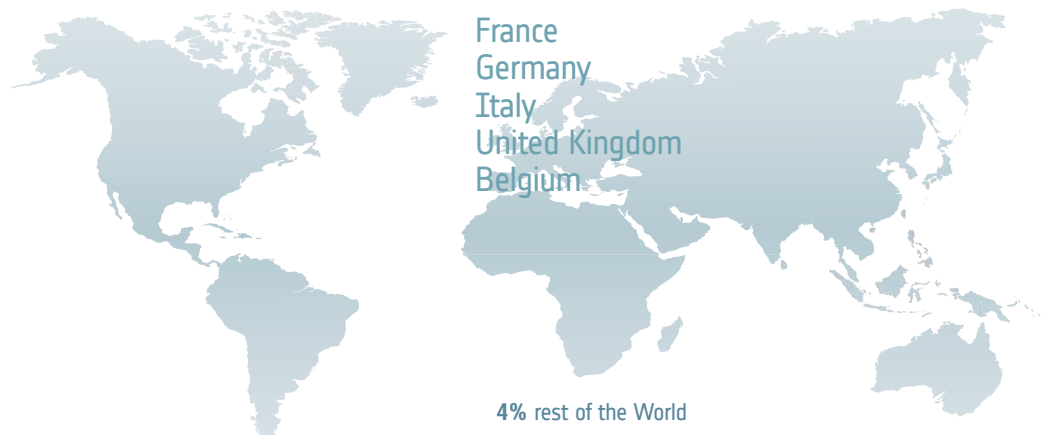 France
Germany
Italy
United Kingdom
Belgium
4% rest of the World